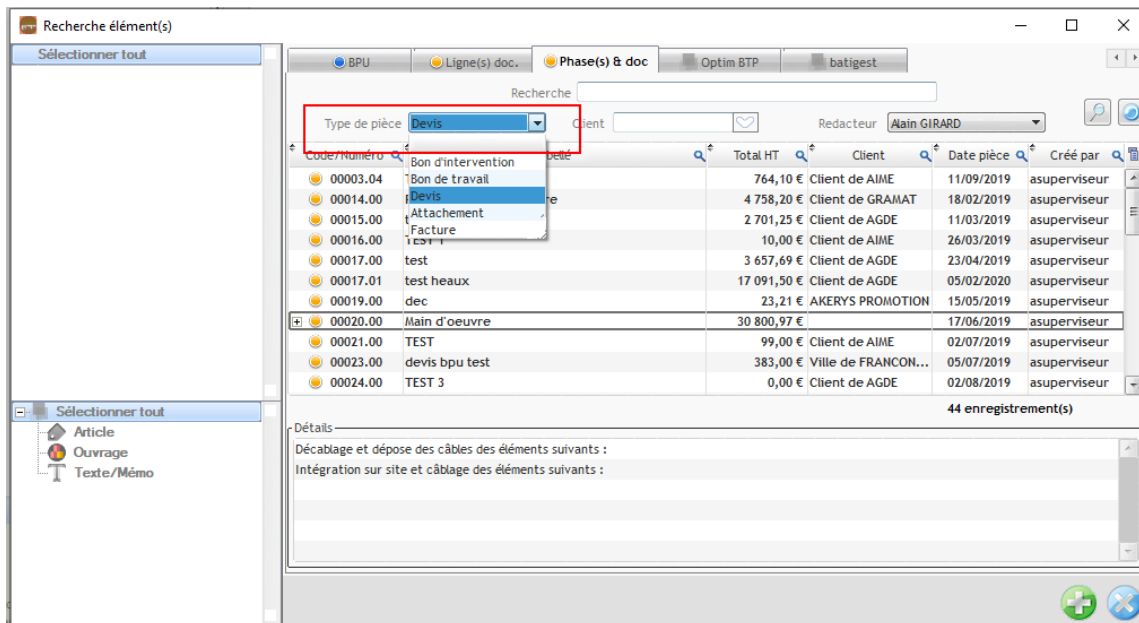 Recherche élément(s)
Sélectionner tout
BPU
Ligne(s) doc.
Phase(s) & doc
Optim BTP
batigest
Recherche
Type de pièce Devis
Client
Redacteur Alain GIRARD
Bon d'intervention
Bon de travail
Devis
Attachement
Facture
Code/Numéro Total HT Client Date pièce Créé par
00003.04 764,10 € Client de AIME 11/09/2019 asuperviseur
00014.00 4 758,20 € Client de GRAMAT 18/02/2019 asuperviseur
00015.00 2 701,25 € Client de AGDE 11/03/2019 asuperviseur
00016.00 TEST 1 10,00 € Client de AIME 26/03/2019 asuperviseur
00017.00 test 3 657,69 € Client de AGDE 23/04/2019 asuperviseur
00017.01 test heaux 17 091,50 € Client de AGDE 05/02/2020 asuperviseur
00019.00 dec 23,21 € AKERYS PROMOTION 15/05/2019 asuperviseur
00020.00 Main d'oeuvre 30 800,97 € 17/06/2019 asuperviseur
00021.00 TEST 99,00 € Client de AIME 02/07/2019 asuperviseur
00023.00 devis bpu test 383,00 € Ville de FRANCON... 05/07/2019 asuperviseur
00024.00 TEST 3 0,00 € Client de AGDE 02/08/2019 asuperviseur
44 enregistrement(s)
Sélectionner tout
Article
Ouvrage
Texte/Mémo
Détails
Décablage et dépose des câbles des éléments suivants :
Intégration sur site et câblage des éléments suivants :